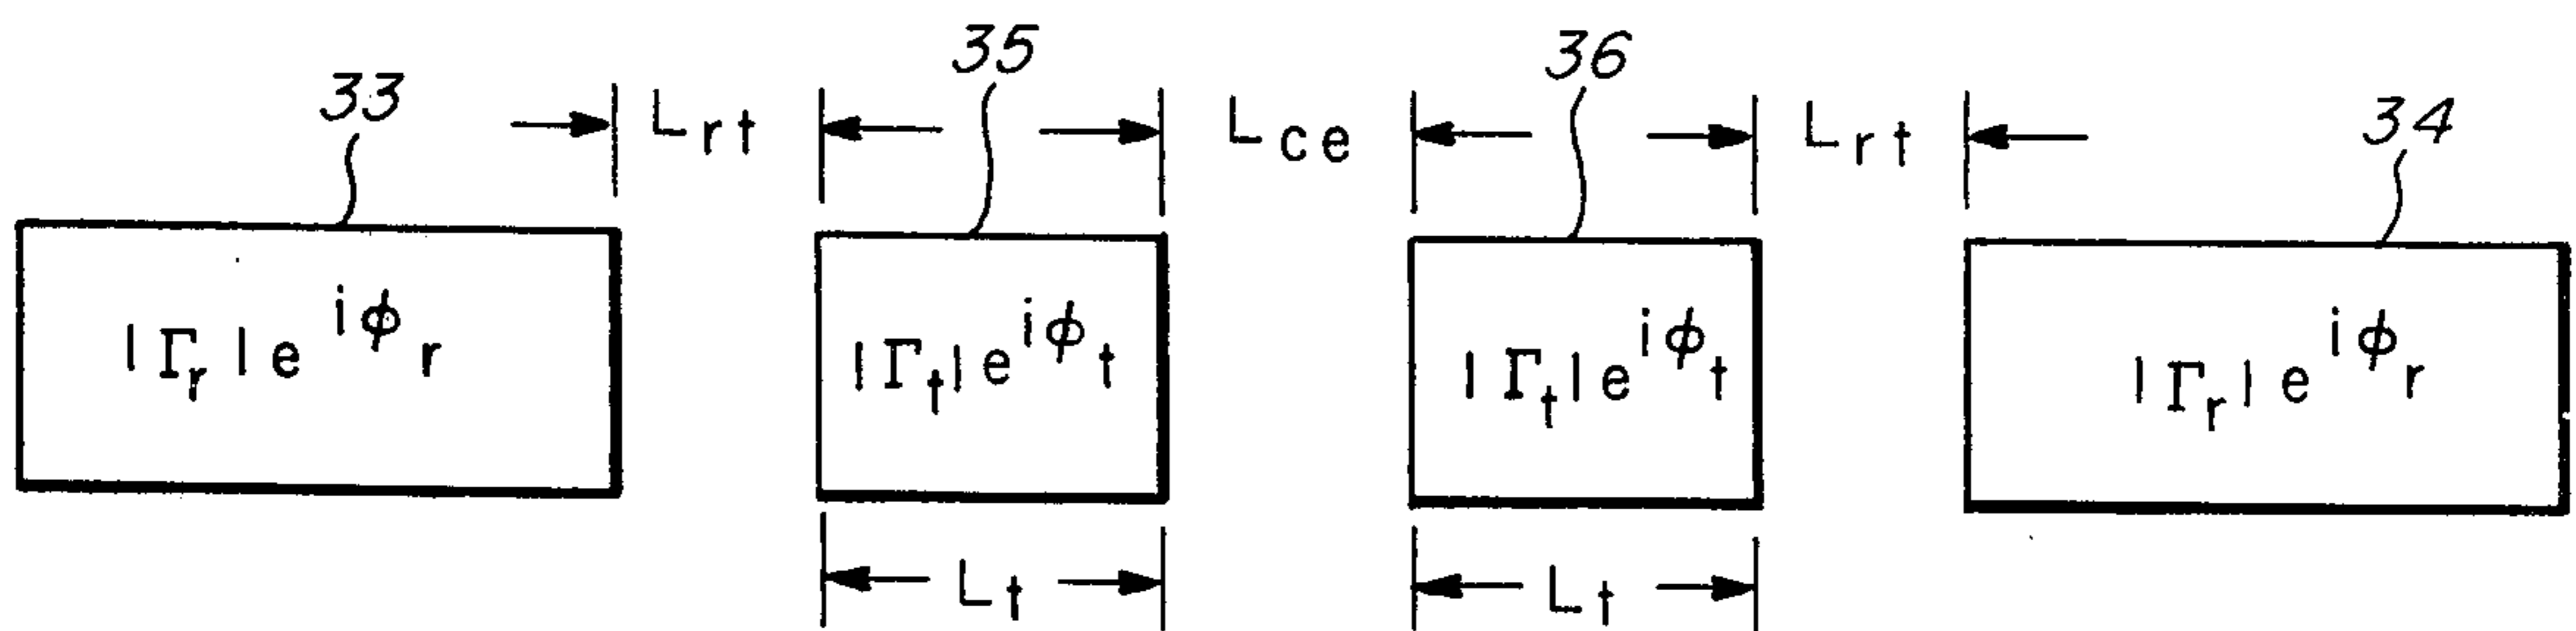 33 35 36 34
L_rt L_ce L_rt
|Γ_r| e^{iϕ_r} |Γ_t| e^{iϕ_t} |Γ_t| e^{iϕ_t} |Γ_r| e^{iϕ_r}
L_t L_t